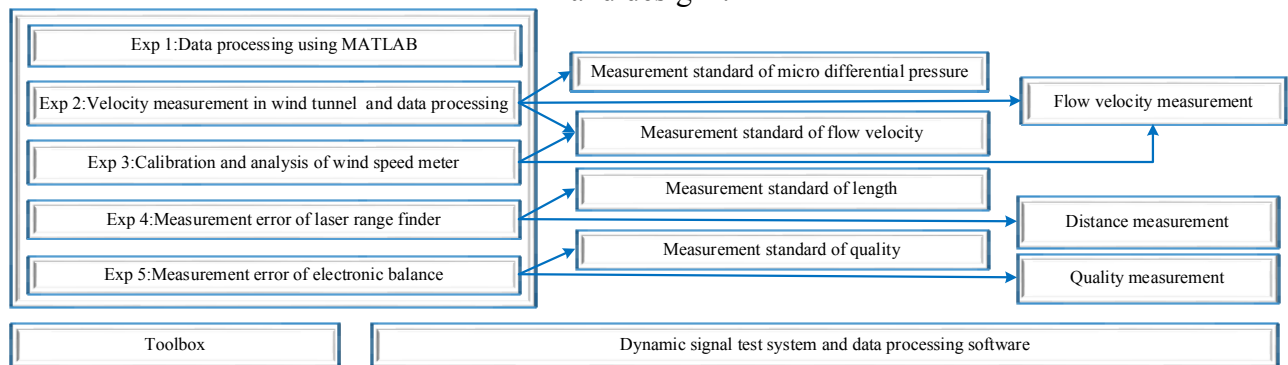 and design .
Exp 1:Data processing using MATLAB
Exp 2:Velocity measurement in wind tunnel and data processing
Exp 3:Calibration and analysis of wind speed meter
Exp 4:Measurement error of laser range finder
Exp 5:Measurement error of electronic balance
Measurement standard of micro differential pressure
Measurement standard of flow velocity
Measurement standard of length
Measurement standard of quality
Flow velocity measurement
Distance measurement
Quality measurement
Toolbox
Dynamic signal test system and data processing software